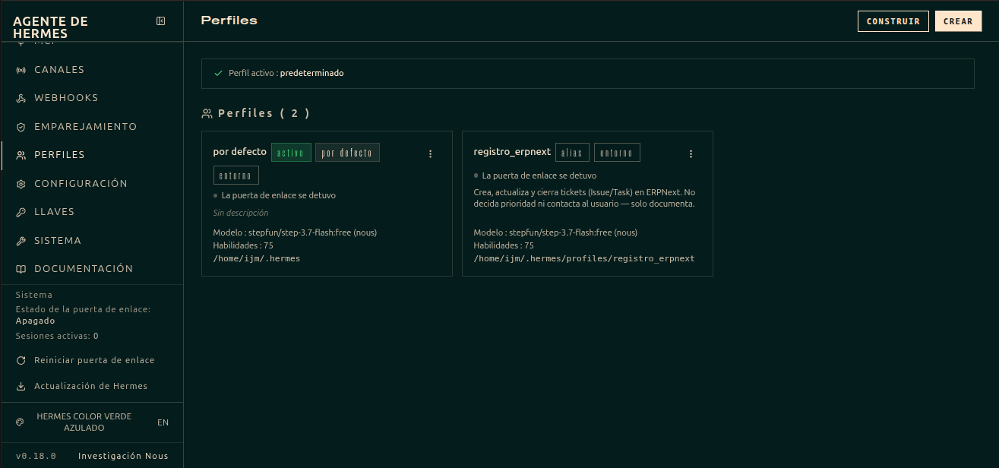 AGENTE DE
HERMES
MCP
CANALES
WEBHOOKS
EMPAREJAMIENTO
PERFILES
CONFIGURACIÓN
LLAVES
SISTEMA
DOCUMENTACIÓN
Sistema
Estado de la puerta de enlace:
Apagado
Sesiones activas: 0
Reiniciar puerta de enlace
Actualización de Hermes
HERMES COLOR VERDE
AZULADO
EN
v0.18.0 Investigación Nous
Perfiles
CONSTRUIR CREAR
Perfil activo : predeterminado
Perfiles ( 2 )
por defecto activo por defecto
entorno
La puerta de enlace se detuvo
Sin descripción
Modelo : stepfun/step-3.7-flash:free (nous)
Habilidades : 75
/home/ijm/.hermes
registro_erpnext alias entorno
La puerta de enlace se detuvo
Crea, actualiza y cierra tickets (Issue/Task) en ERPNext. No
decida prioridad ni contacta al usuario — solo documenta.
Modelo : stepfun/step-3.7-flash:free (nous)
Habilidades : 75
/home/ijm/.hermes/profiles/registro_erpnext